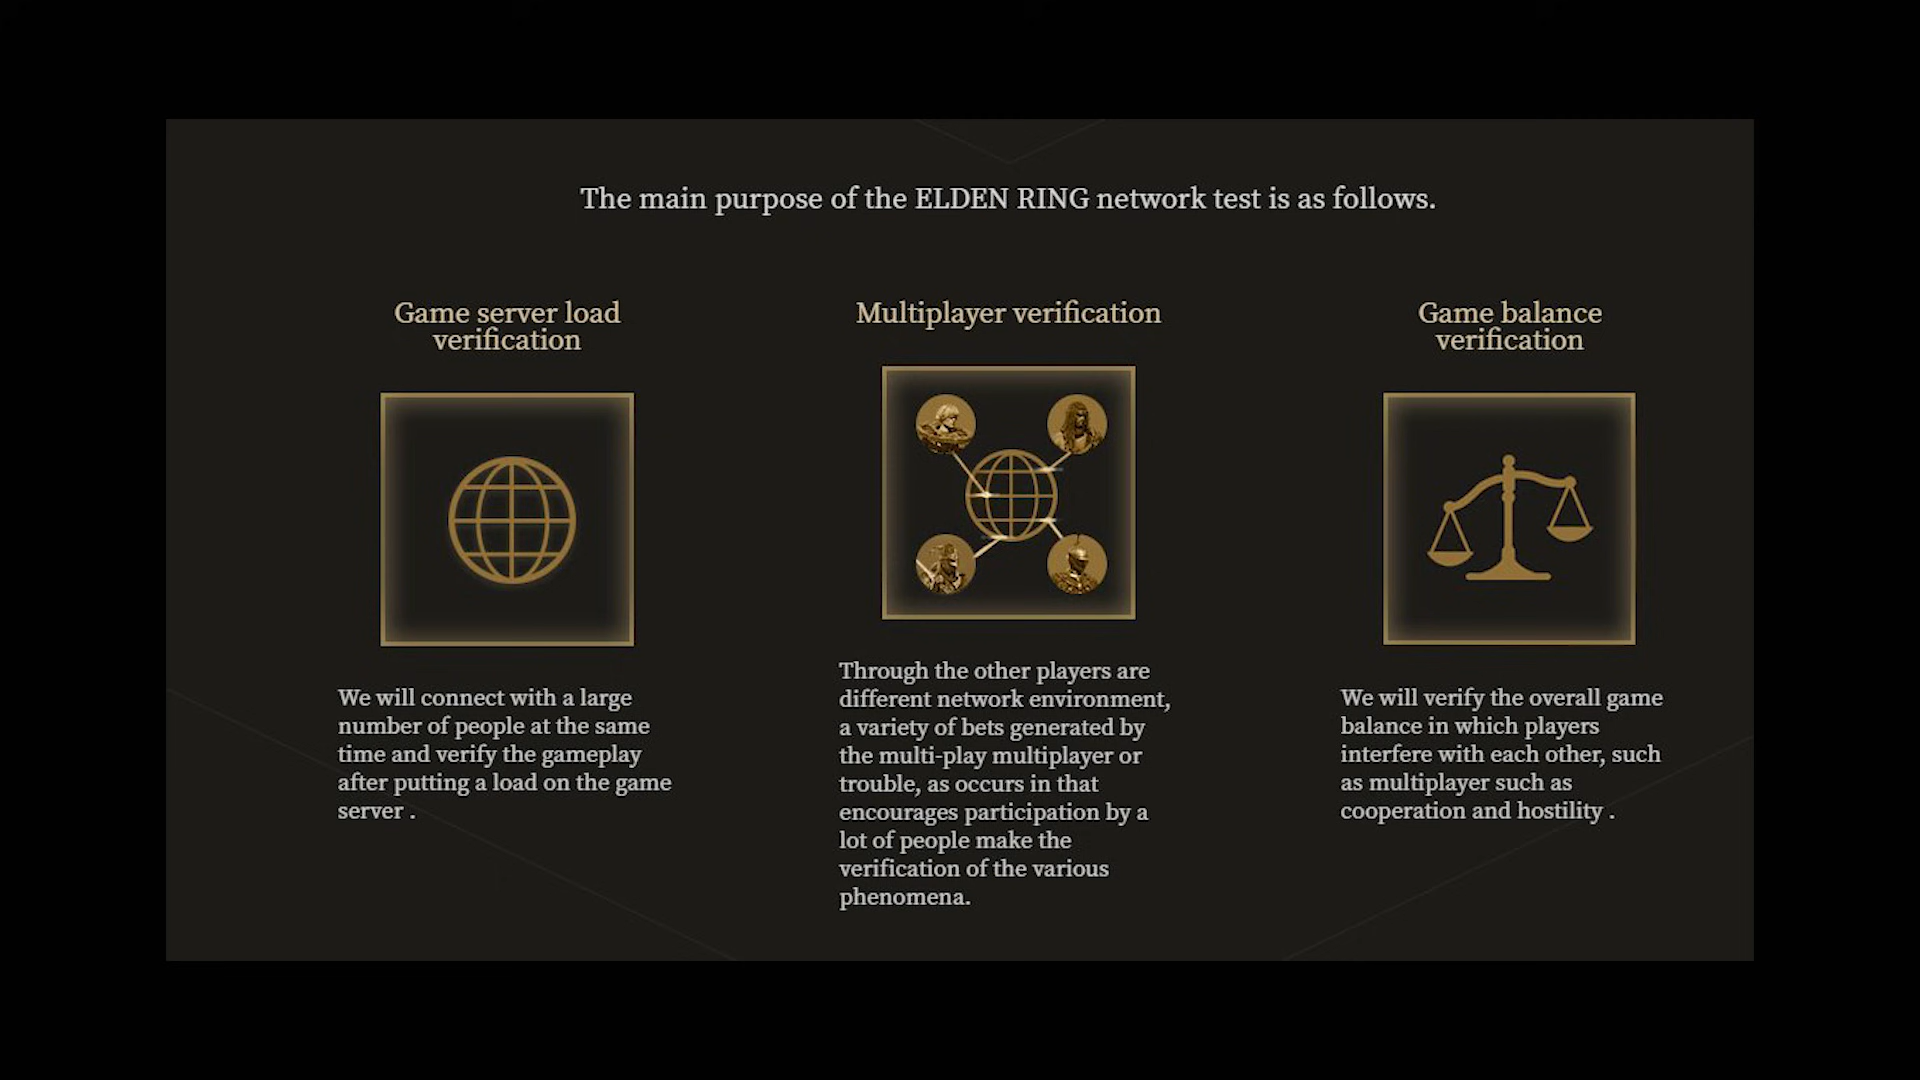 The main purpose of the ELDEN RING network test is as follows.
Game server load
verification
We will connect with a large
number of people at the same
time and verify the gameplay
after putting a load on the game
server .
Multiplayer verification
Through the other players are
different network environment,
a variety of bets generated by
the multi-play multiplayer or
trouble, as occurs in that
encourages participation by a
lot of people make the
verification of the various
phenomena.
Game balance
verification
We will verify the overall game
balance in which players
interfere with each other, such
as multiplayer such as
cooperation and hostility .